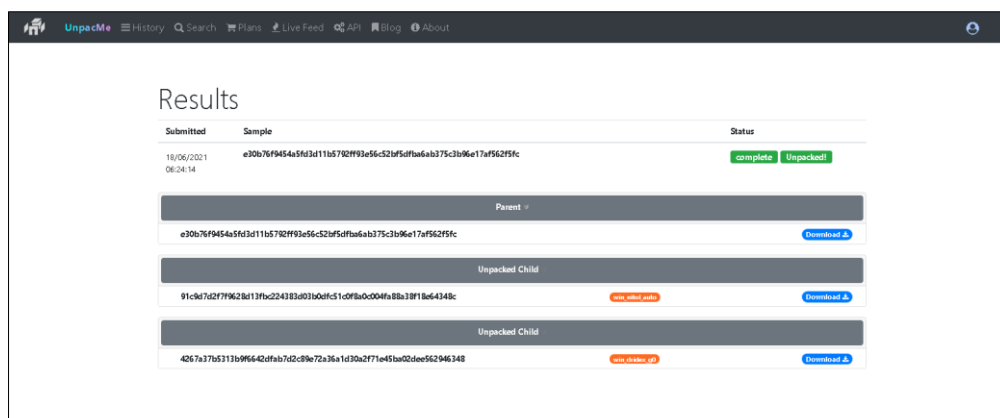 UnpacMe History Search Plans Live Feed API Blog About
Results
Submitted Sample Status
18/06/2021 e30b76f9454a5fd3d11b5792ff93e56c52bf5dfba6ab375c3b96e17af562f5fc complete Unpacked!
06:24:14
Parent
e30b76f9454a5fd3d11b5792ff93e56c52bf5dfba6ab375c3b96e17af562f5fc Download
Unpacked Child
91c9d7d2f7f9628d13fbc224383d03b0dfc51c0f8a0c004fa88a38f18e64348c Download
Unpacked Child
4267a37b5313b9f6642dfab7d2c89e72a36a1d30a2f71e45ba02dee562946348 win_dridex_g0 Download